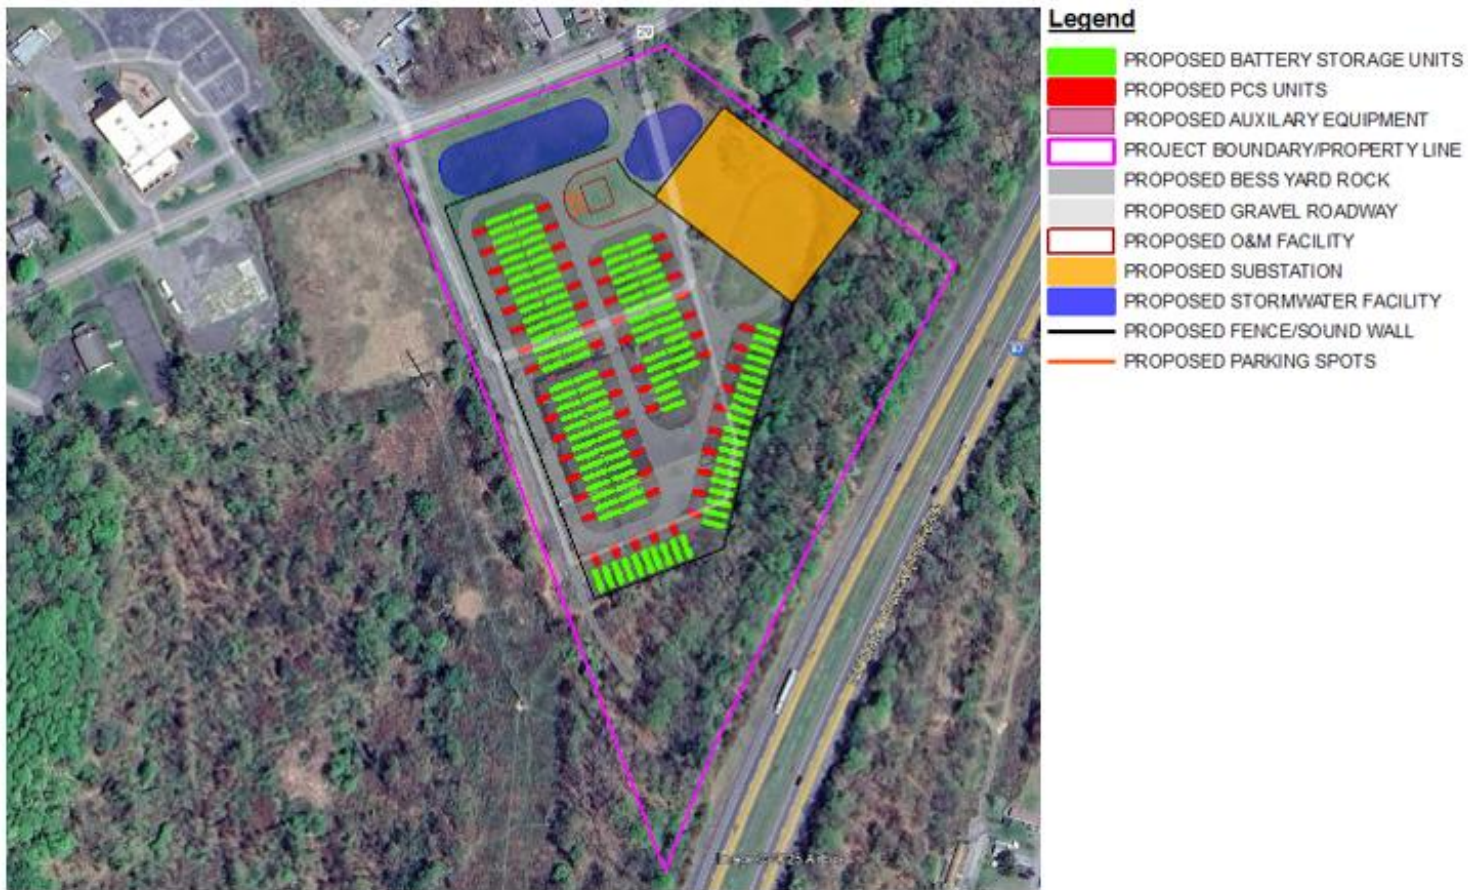 Legend
PROPOSED BATTERY STORAGE UNITS
PROPOSED PCS UNITS
PROPOSED AUXILARY EQUIPMENT
PROJECT BOUNDARY/PROPERTY LINE
PROPOSED BESS YARD ROCK
PROPOSED GRAVEL ROADWAY
PROPOSED O&M FACILITY
PROPOSED SUBSTATION
PROPOSED STORMWATER FACILITY
PROPOSED FENCE/SOUND WALL
PROPOSED PARKING SPOTS
20